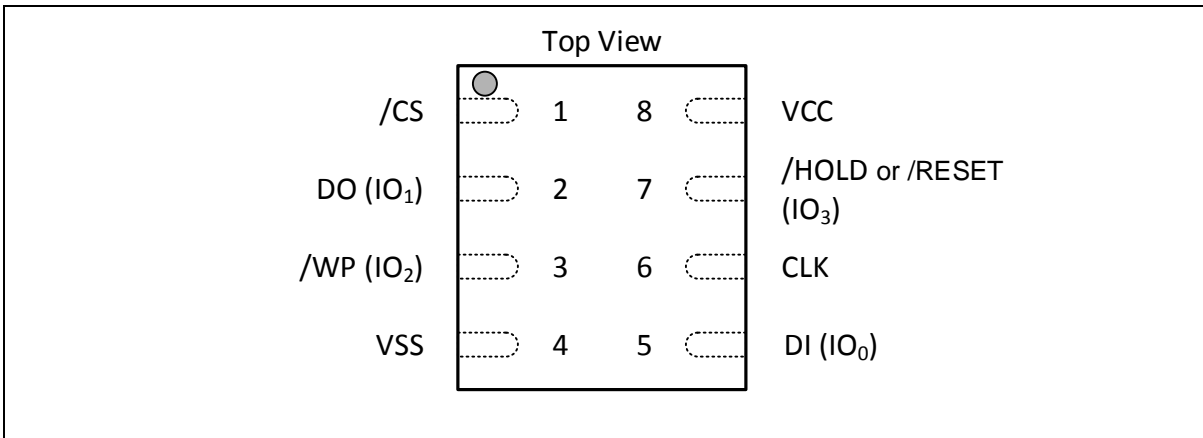 Top View
/CS 1 8 VCC
DO (IO₁) 2 7 /HOLD or /RESET
(IO₃)
/WP (IO₂) 3 6 CLK
VSS 4 5 DI (IO₀)